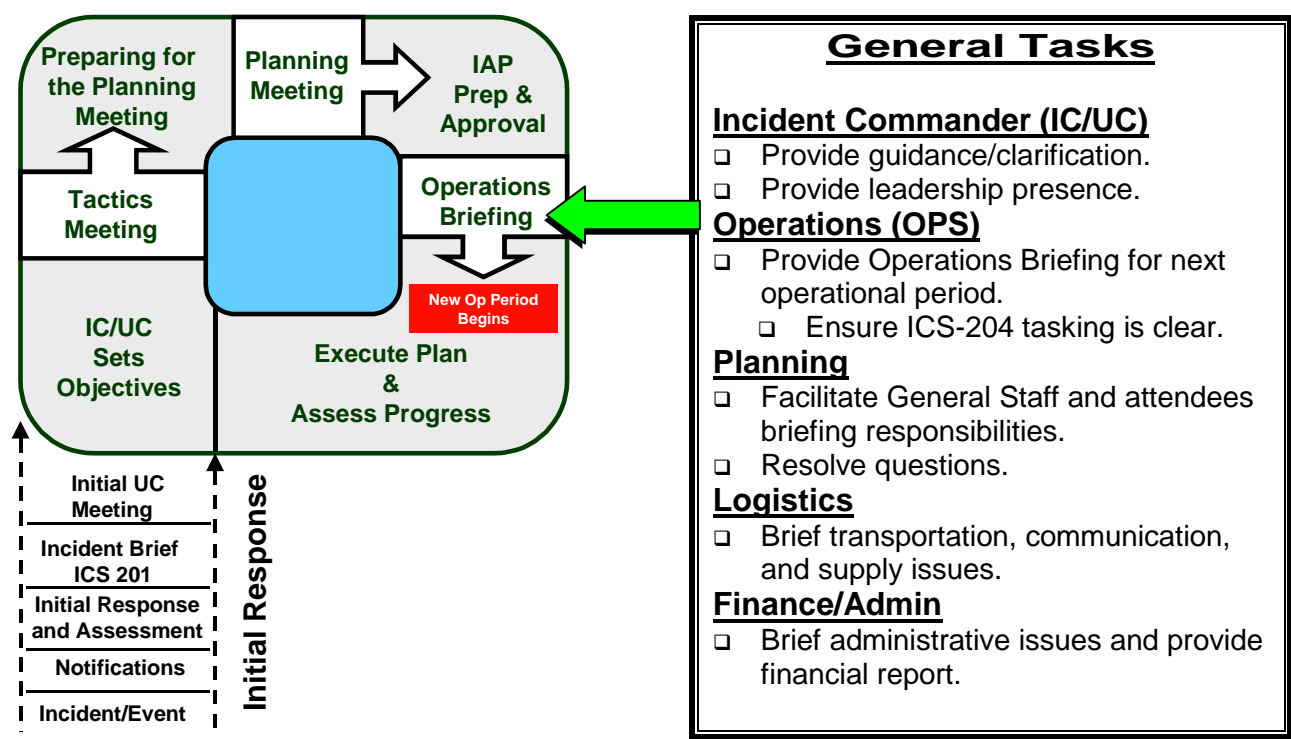 Preparing for
the Planning
Meeting
Planning
Meeting
IAP
Prep &
Approval
Tactics
Meeting
Operations
Briefing
New Op Period
Begins
IC/UC
Sets
Objectives
Execute Plan
&
Assess Progress
Initial UC
Meeting
Incident Brief
ICS 201
Initial Response
and Assessment
Notifications
Incident/Event
Initial Response
General Tasks
Incident Commander (IC/UC)
Provide guidance/clarification.
Provide leadership presence.
Operations (OPS)
Provide Operations Briefing for next
operational period.
Ensure ICS-204 tasking is clear.
Planning
Facilitate General Staff and attendees
briefing responsibilities.
Resolve questions.
Logistics
Brief transportation, communication,
and supply issues.
Finance/Admin
Brief administrative issues and provide
financial report.